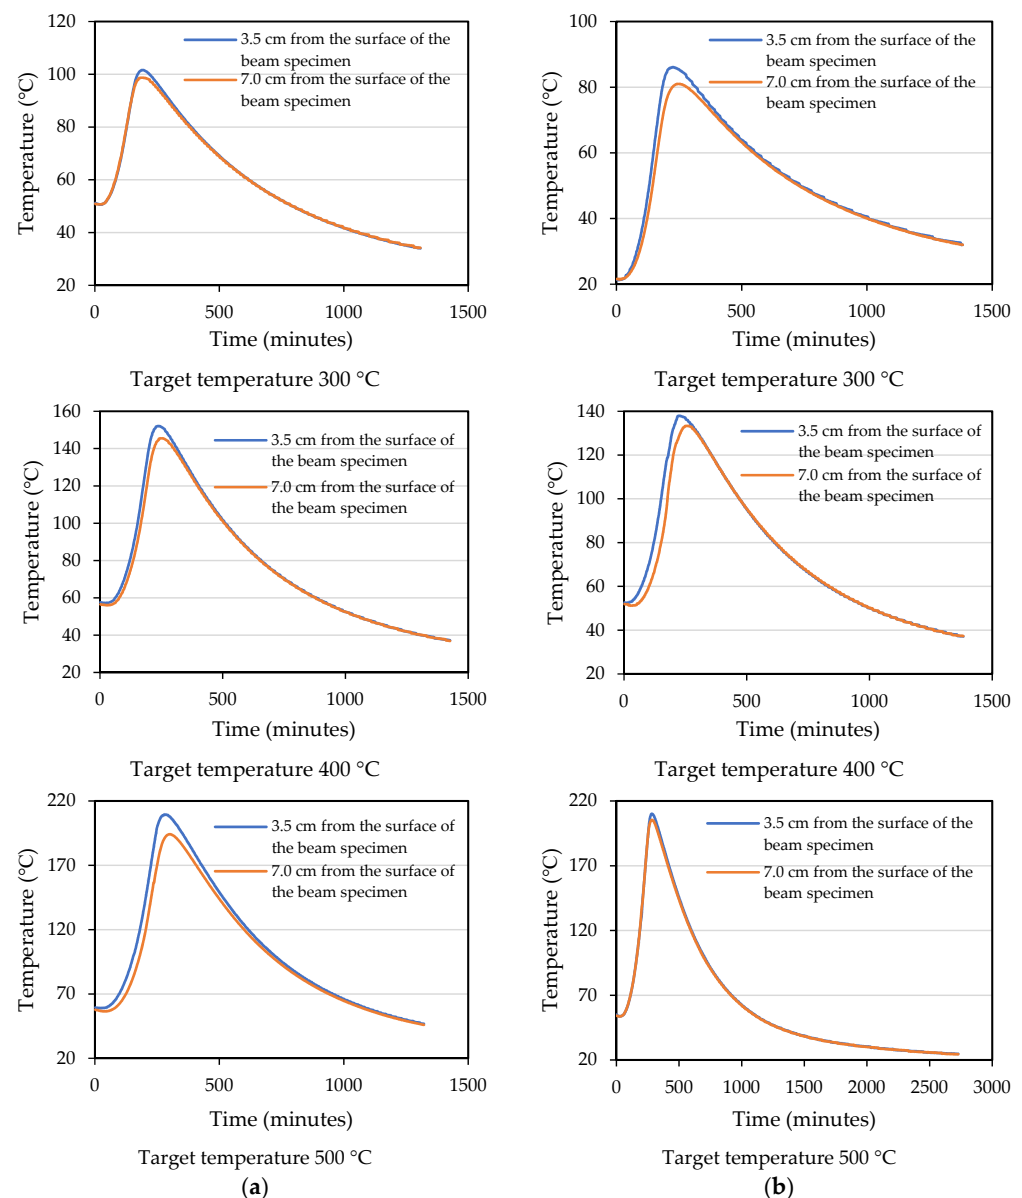 120
100
80
60
40
20
Temperature (°C)
3.5 cm from the surface of the
beam specimen
7.0 cm from the surface of the
beam specimen
0
500
1000
1500
Time (minutes)
Target temperature 300 °C
100
80
60
40
20
Temperature (°C)
3.5 cm from the surface of the
beam specimen
7.0 cm from the surface of the
beam specimen
0
500
1000
1500
Time (minutes)
Target temperature 300 °C
160
140
120
100
80
60
40
20
Temperature (°C)
3.5 cm from the surface of
the beam specimen
7.0 cm from the surface of
the beam specimen
0
500
1000
1500
Time (minutes)
Target temperature 400 °C
140
120
100
80
60
40
20
Temperature (°C)
3.5 cm from the surface of
the beam specimen
7.0 cm from the surface of
the beam specimen
0
500
1000
1500
Time (minutes)
Target temperature 400 °C
220
170
120
70
20
Temperature (°C)
3.5 cm from the surface of
the beam specimen
7.0 cm from the surface of
the beam specimen
0
500
1000
1500
Time (minutes)
Target temperature 500 °C
(a)
220
170
120
70
20
Temperature (°C)
3.5 cm from the surface of the
beam specimen
7.0 cm from the surface of the
beam specimen
0
500
1000
1500
2000
2500
3000
Time (minutes)
Target temperature 500 °C
(b)